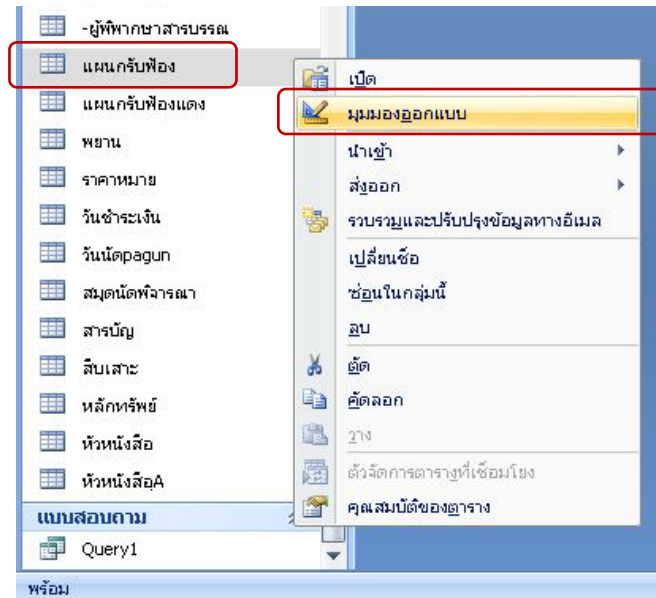 -ผู้พิพากษาสารบรรณ
แผนกรับฟ้อง
แผนกรับฟ้องแดง
พยาน
ราคาหมาย
วันชำระเงิน
วันนัดpagun
สมุดนัดพิจารณา
สารบัญ
สืบเสาะ
หลักทรัพย์
หัวหนังสือ
หัวหนังสือA
แบบสอบถาม
Query1
พร้อม
เปิด
มุมมองออกแบบ
นำเข้า
ส่งออก
รวบรวมและปรับปรุงข้อมูลทางอีเมล
เปลี่ยนชื่อ
ซ่อนในกลุ่มนี้
ลบ
ตัด
คัดลอก
วาง
ตัวจัดการตารางที่เชื่อมโยง
คุณสมบัติของตาราง